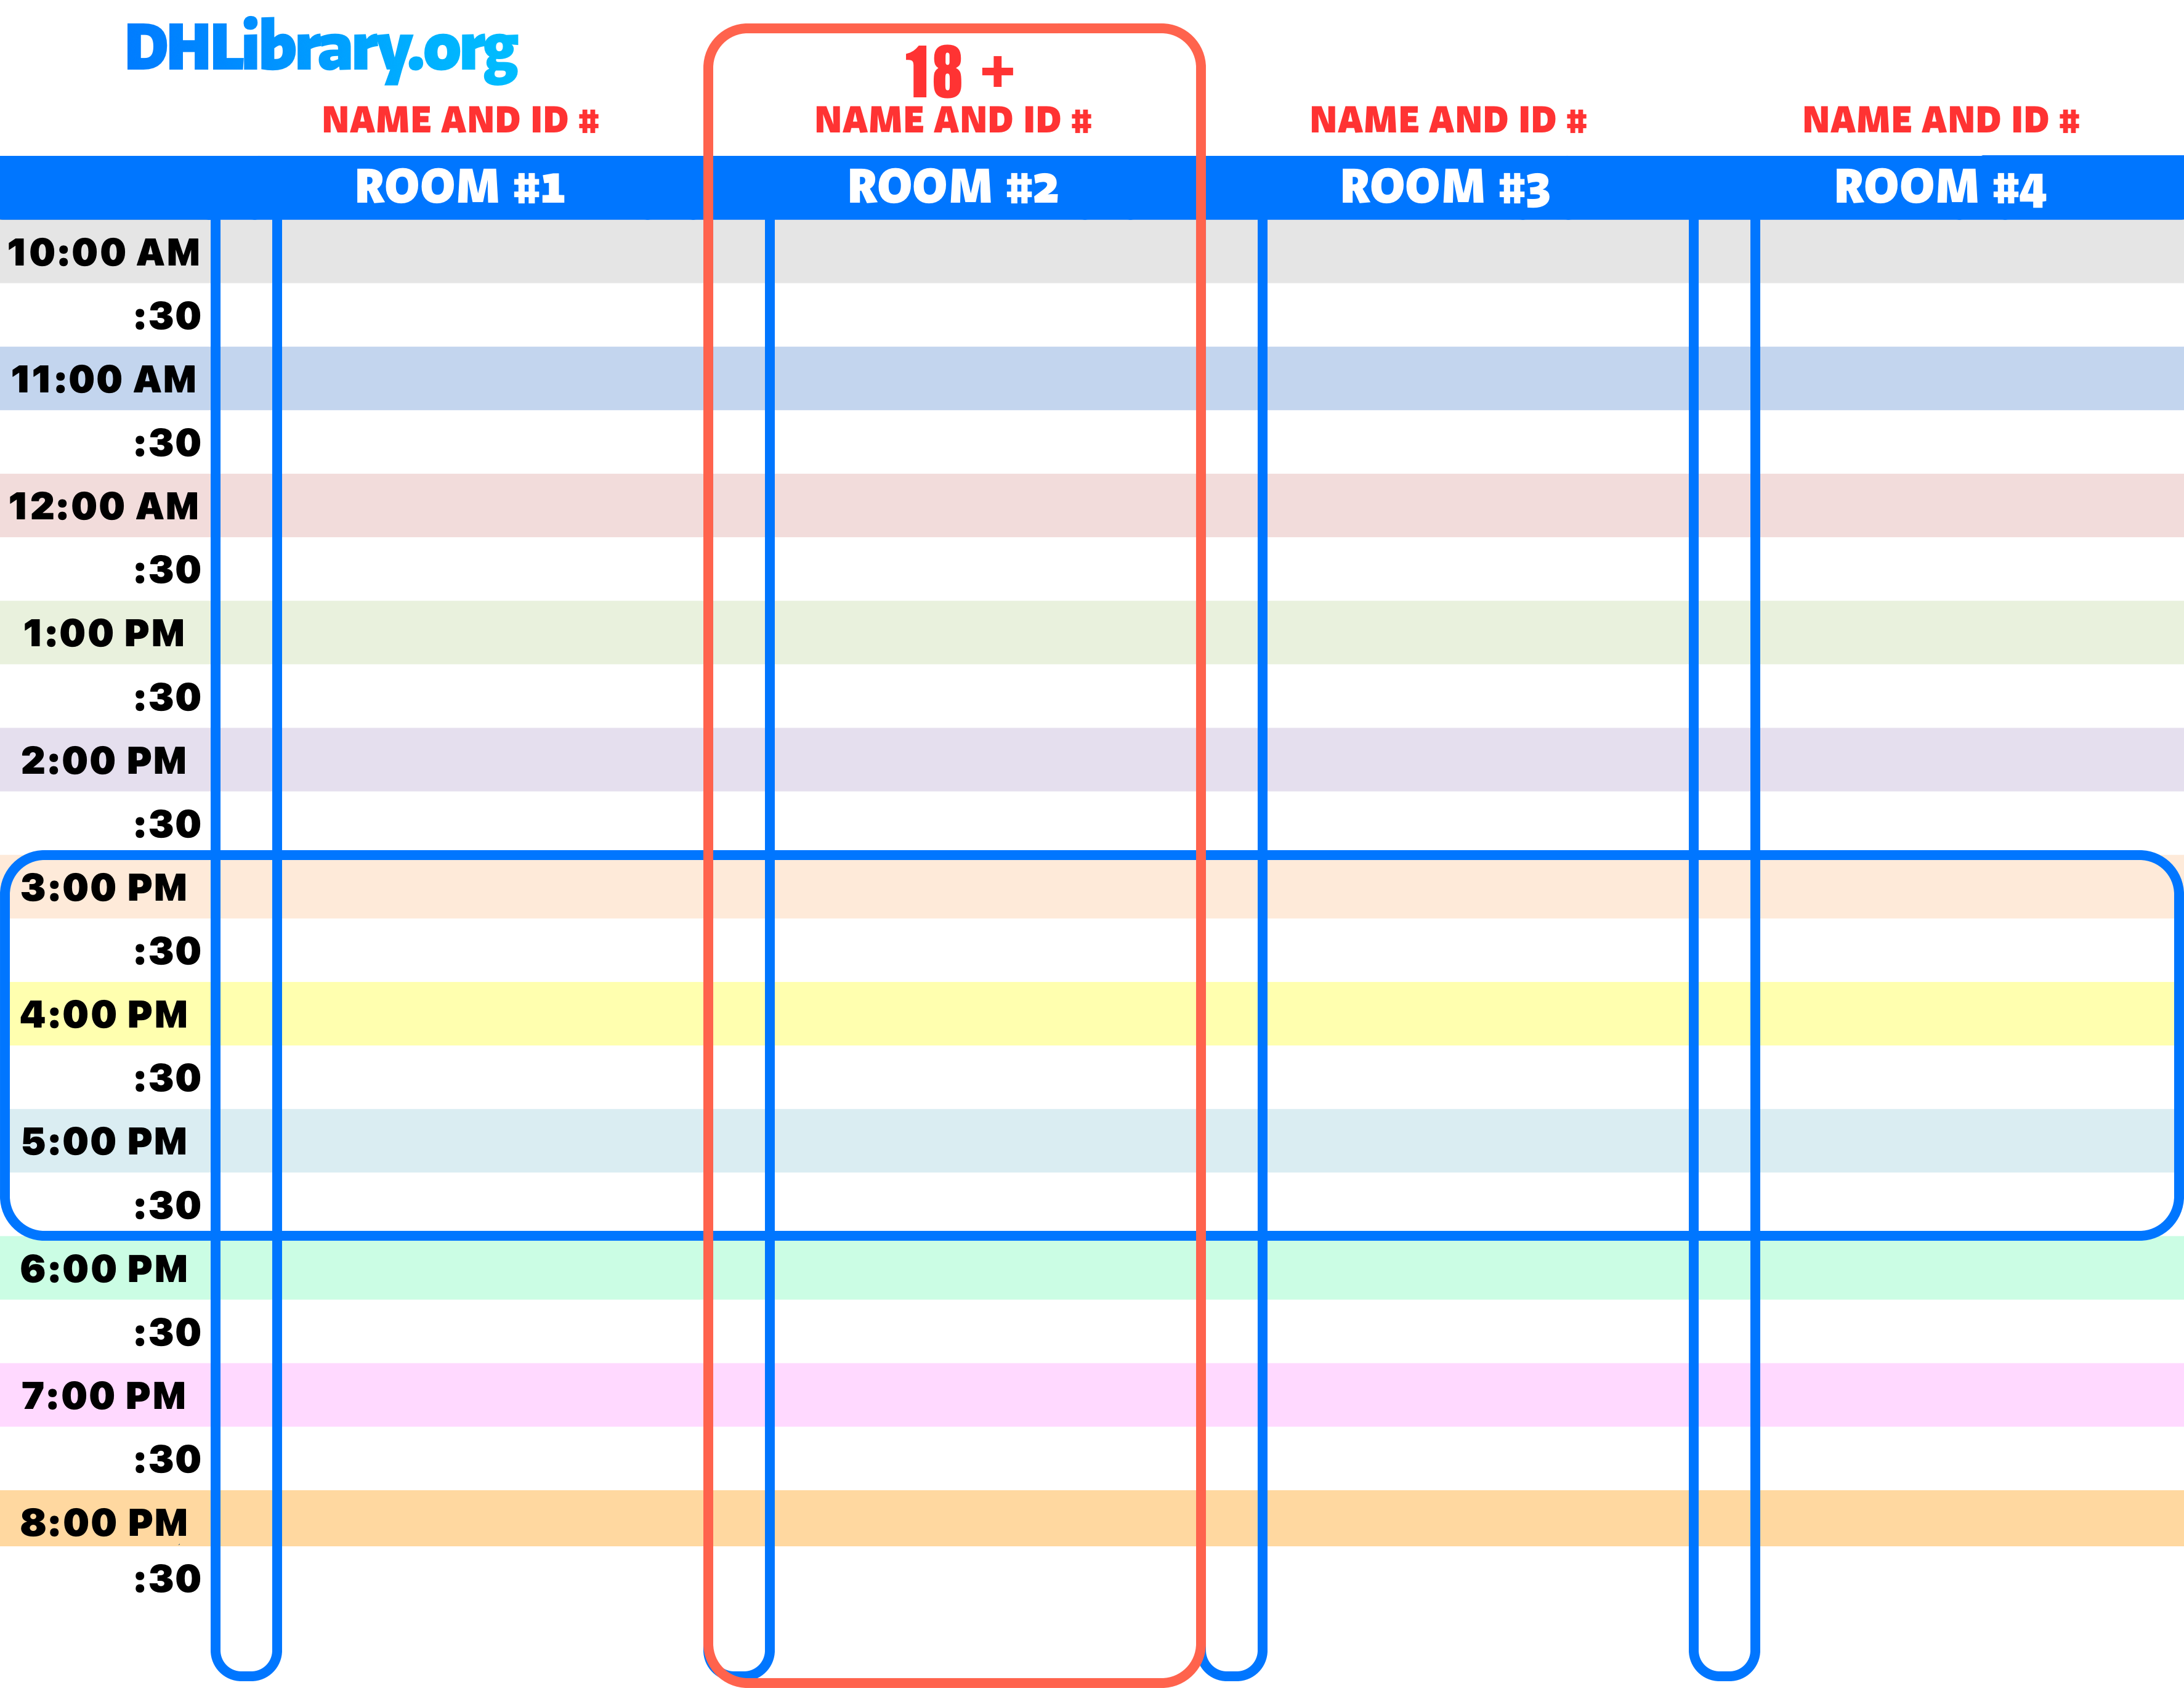 DHLibrary.org
18 +
NAME AND ID # NAME AND ID # NAME AND ID # NAME AND ID #
ROOM #1 ROOM #2 ROOM #3 ROOM #4
10:00 AM
:30
11:00 AM
:30
12:00 AM
:30
1:00 PM
:30
2:00 PM
:30
3:00 PM
:30
4:00 PM
:30
5:00 PM
:30
6:00 PM
:30
7:00 PM
:30
8:00 PM
:30